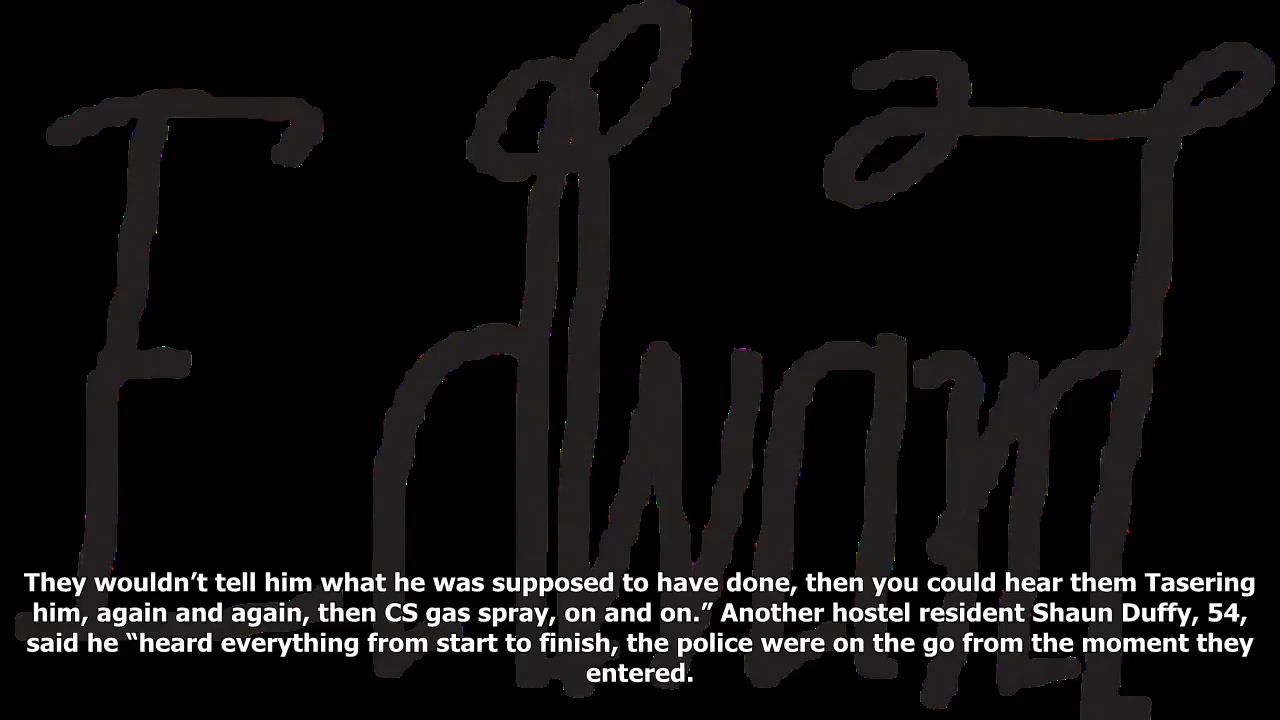 Edward
They wouldn’t tell him what he was supposed to have done, then you could hear them Tasering
him, again and again, then CS gas spray, on and on.” Another hostel resident Shaun Duffy, 54,
said he “heard everything from start to finish, the police were on the go from the moment they
entered.